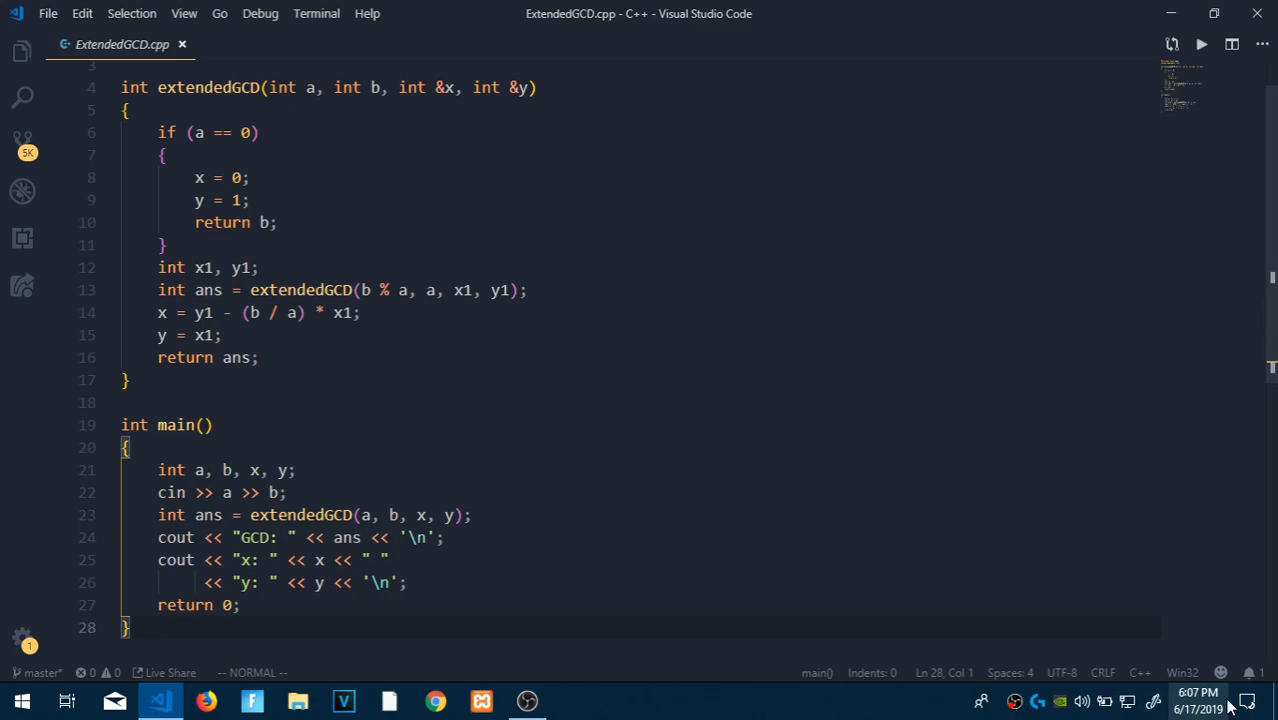 File Edit Selection View Go Debug Terminal Help ExtendedGCD.cpp - C++ - Visual Studio Code
ExtendedGCD.cpp
3
4 int extendedGCD(int a, int b, int &x, int &y)
5 {
6 if (a == 0)
7 {
8 x = 0;
9 y = 1;
10 return b;
11 }
12 int x1, y1;
13 int ans = extendedGCD(b % a, a, x1, y1);
14 x = y1 - (b / a) * x1;
15 y = x1;
16 return ans;
17 }
18
19 int main()
20 {
21 int a, b, x, y;
22 cin >> a >> b;
23 int ans = extendedGCD(a, b, x, y);
24 cout << "GCD: " << ans << '\n';
25 cout << "x: " << x << " "
26 << "y: " << y << '\n';
27 return 0;
28 }
5K
1
master* 0 0 Live Share -- NORMAL -- main() Indents: 0 Ln 28, Col 1 Spaces: 4 UTF-8 CRLF C++ Win32 1
6:07 PM
6/17/2019